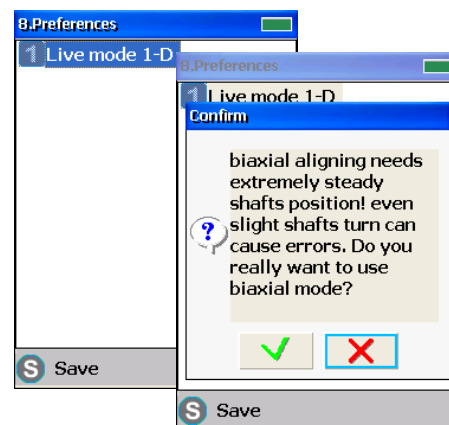 8.Preferences
1 Live mode 1-D
S Save
8.Preferences
1 Live mode 1-D
Confirm
biaxial aligning needs
extremely steady
shafts position! even
slight shafts turn can
cause errors. Do you
really want to use
biaxial mode?
S Save